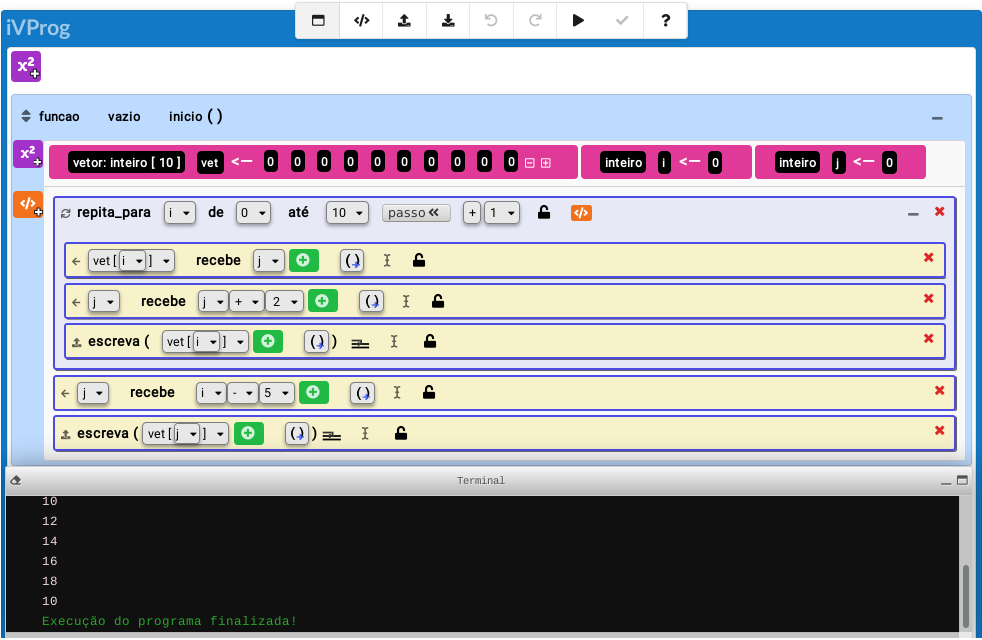 </> ?
iVProg
x²
funcao vazio inicio ( )
x² vetor: inteiro [ 10 ] vet <— 0 0 0 0 0 0 0 0 0 0 inteiro i <— 0 inteiro j <— 0
</>
repita_para i de 0 até 10 passo + 1 </>
vet [ i ] recebe j ( )
j recebe j + 2 ( )
escreva ( vet [ i ] ( ) )
j recebe i - 5 ( )
escreva ( vet [ j ] ( ) )
Terminal
10
12
14
16
18
10
Execução do programa finalizada!